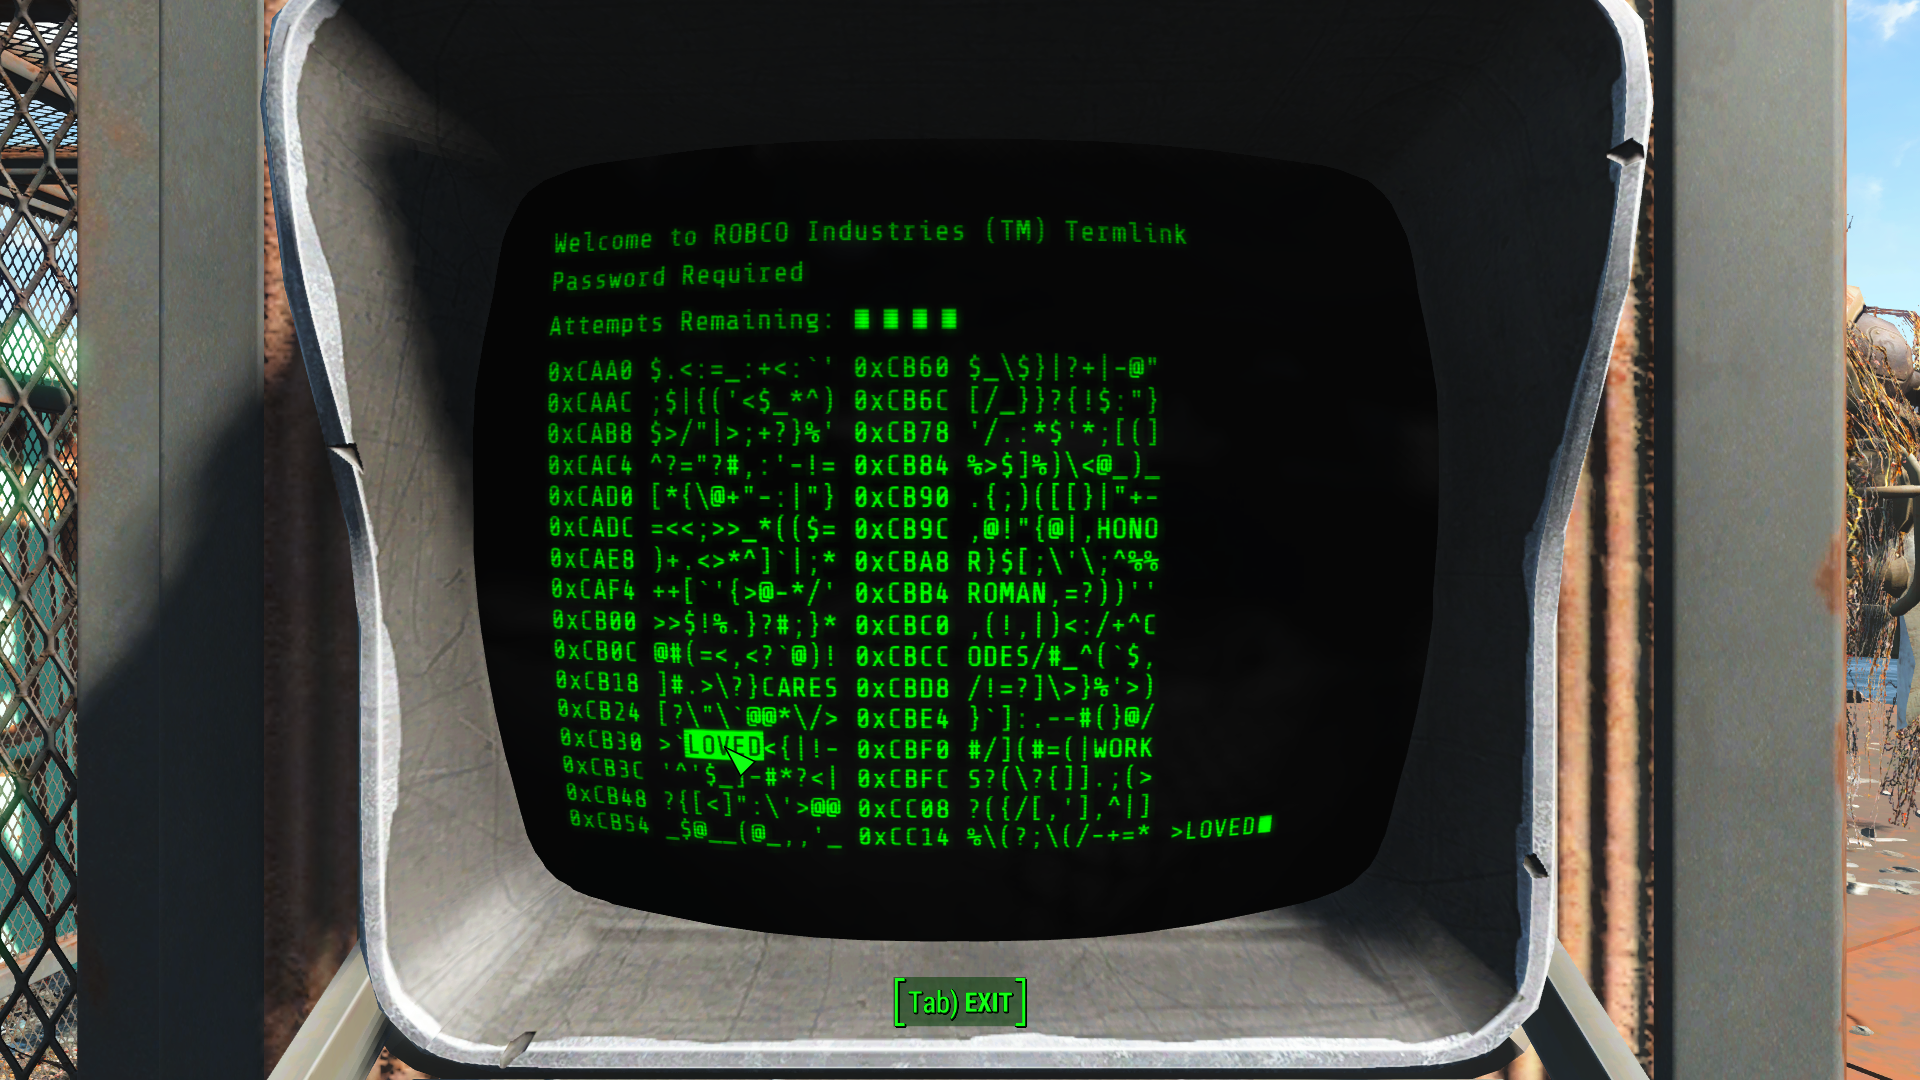 Welcome to ROBCO Industries (TM) Termlink
Password Required
Attempts Remaining:
0xCAA0 $.<:=_:+<:`' 0xCB60 $_\$}|?+|-@"
0xCAAC ;$|{('<$_*^) 0xCB6C [/_}}?{!$:"}
0xCAB8 $>/"|>;+?}%' 0xCB78 '/.:*$'*;[(]
0xCAC4 ^?="?#,:'-!= 0xCB84 %>$]%)\<@_)_
0xCAD0 [*{\@+"-:|"} 0xCB90 .{;)([[}|"+-
0xCADC =<<;>>_*(($= 0xCB9C ,@!"{@|,HONO
0xCAE8 )+.<>*^]`|;* 0xCBA8 R}$[;\'\;^%%
0xCAF4 ++[`'{>@-*/' 0xCBB4 ROMAN,=?))''
0xCB00 >>$!%.}?#;}* 0xCBC0 ,(!,|)<:/+^C
0xCB0C @#(=<,<?`@)! 0xCBCC ODES/#_^(`$,
0xCB18 ]#.>\?}CARES 0xCBD8 /!=?]\>}%'>)
0xCB24 [?\"\`@@*\/> 0xCBE4 }`]:.--#(}@/
0xCB30 >`LOVED<{|!- 0xCBF0 #/](#=(|WORK
0xCB3C '^'$_]-#*?<| 0xCBFC S?(\?{]].;(>
0xCB48 ?{[<]":\'>@@ 0xCC08 ?({/[,'],^|]
0xCB54 _$@__(@_,,'_ 0xCC14 %\(?;\(/-+=* >LOVED
[Tab) EXIT]